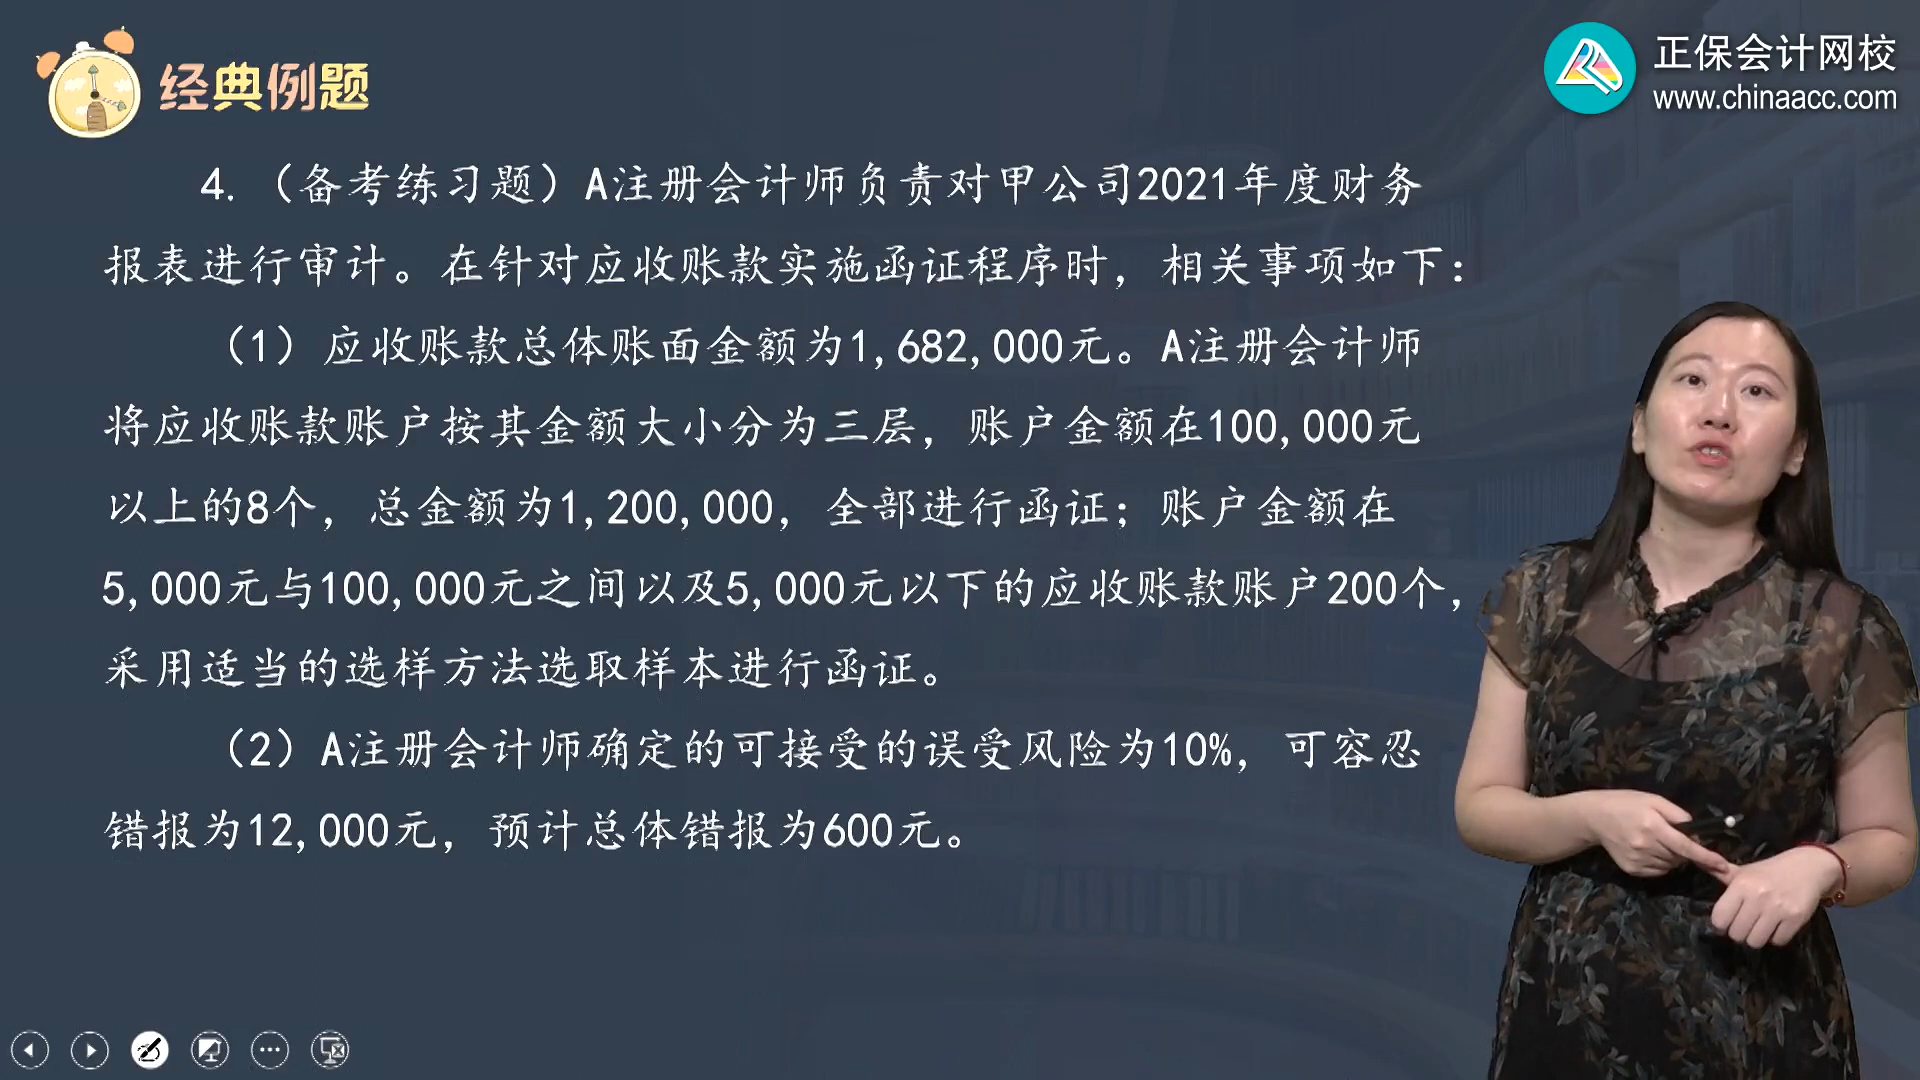 经典例题
正保会计网校
www.chinaacc.com
4.（备考练习题）A注册会计师负责对甲公司2021年度财务
报表进行审计。在针对应收账款实施函证程序时，相关事项如下：
（1）应收账款总体账面金额为1,682,000元。A注册会计师
将应收账款账户按其金额大小分为三层，账户金额在100,000元
以上的8个，总金额为1,200,000，全部进行函证；账户金额在
5,000元与100,000元之间以及5,000元以下的应收账款账户200个，
采用适当的选样方法选取样本进行函证。
（2）A注册会计师确定的可接受的误受风险为10%，可容忍
错报为12,000元，预计总体错报为600元。